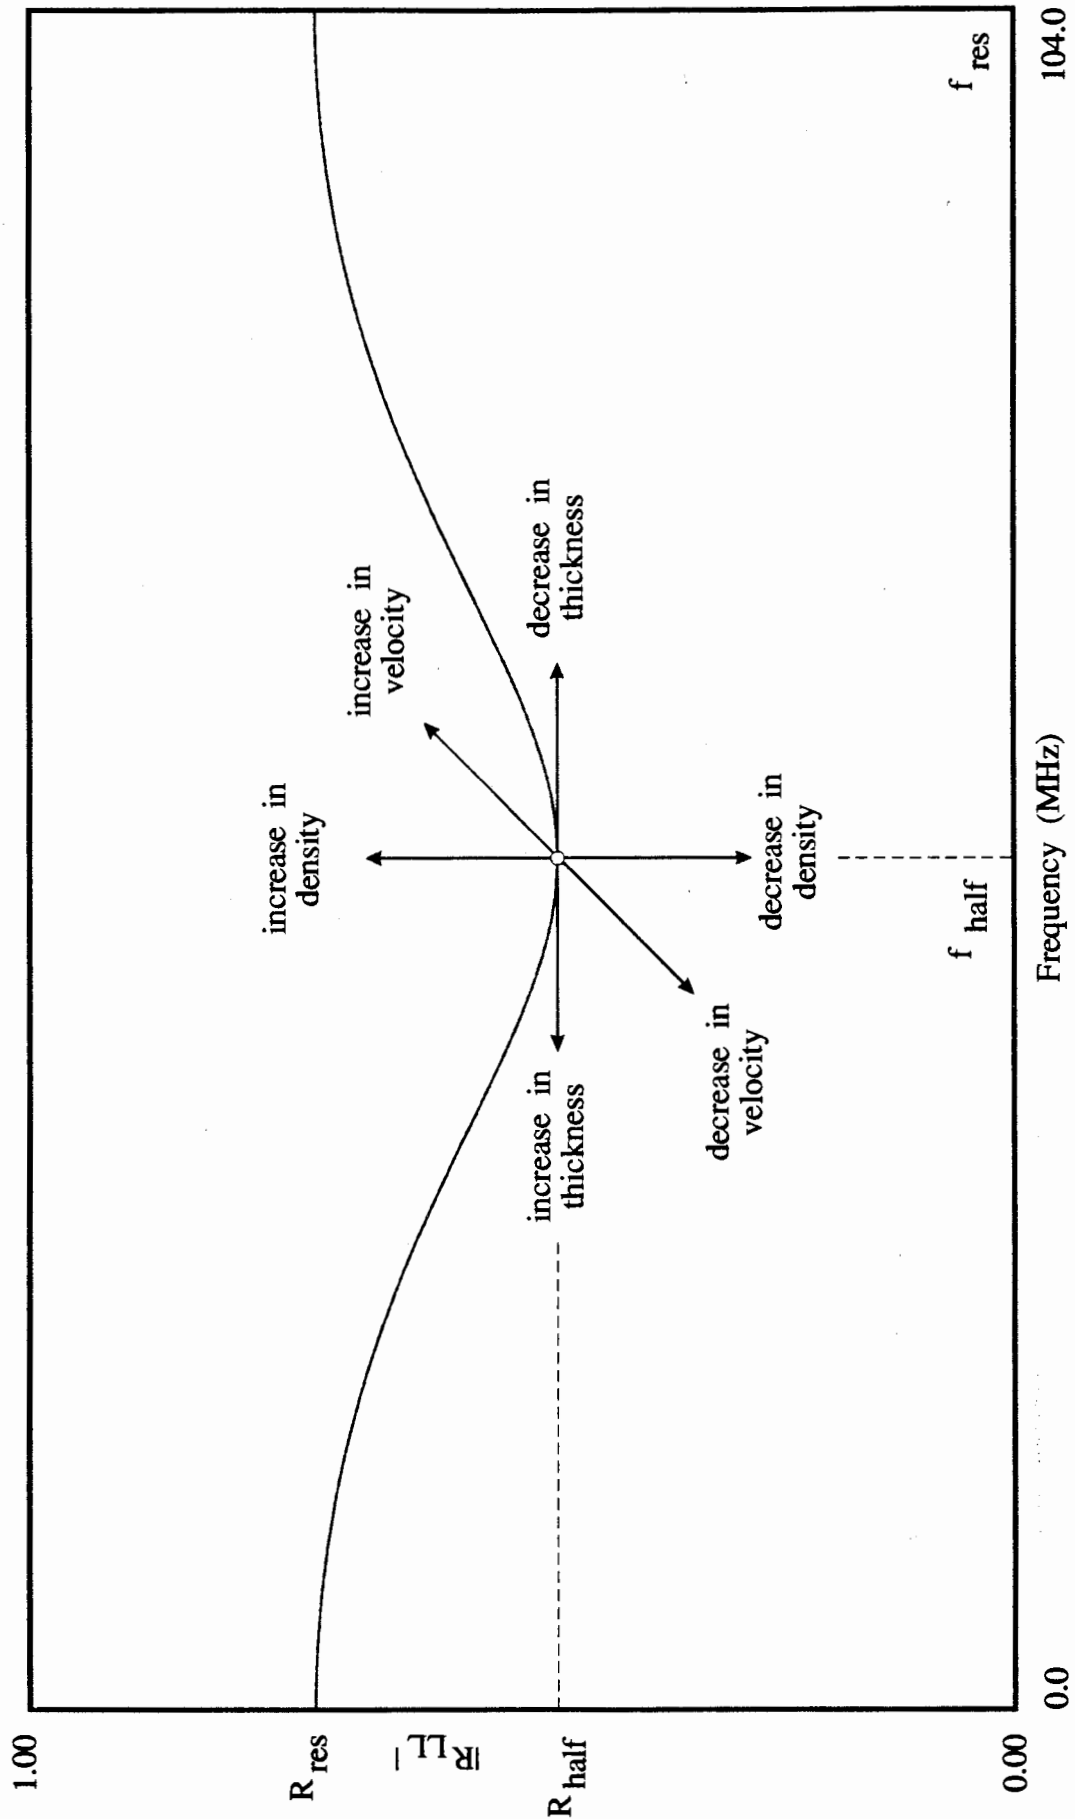 1.00
R res
|R LL|
R half
0.00
increase in
density
increase in
velocity
increase in
thickness
decrease in
thickness
decrease in
velocity
decrease in
density
f half
f res
0.0
104.0
Frequency (MHz)